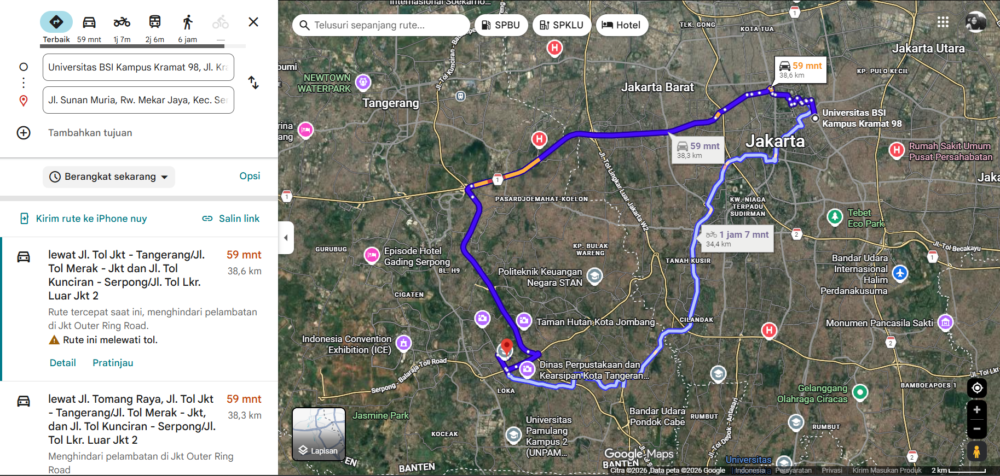 Terbaik
59 mnt
1j 7m
2j 6m
6 jam
—
Universitas BSI Kampus Kramat 98, Jl. Kra
Jl. Sunan Muria, Rw. Mekar Jaya, Kec. Ser
Tambahkan tujuan
Berangkat sekarang
Opsi
Kirim rute ke iPhone nuy
Salin link
lewat Jl. Tol Jkt - Tangerang/Jl.
Tol Merak - Jkt dan Jl. Tol
Kunciran - Serpong/Jl. Tol Lkr.
Luar Jkt 2
59 mnt
38,6 km
Rute tercepat saat ini, menghindari pelambatan
di Jkt Outer Ring Road.
Rute ini melewati tol.
Detail
Pratinjau
lewat Jl. Tomang Raya, Jl. Tol Jkt
- Tangerang/Jl. Tol Merak - Jkt,
dan Jl. Tol Kunciran - Serpong/Jl.
Tol Lkr. Luar Jkt 2
59 mnt
38,3 km
Menghindari pelambatan di Jkt Outer Ring
Road
Telusuri sepanjang rute...
SPBU
SPKLU
Hotel
Internasional Soekarno...
TLK. GONG
KOTA TUA
1
Jakarta Utara
bumi
NEWTOWN
WATERPARK
Tangerang
Jl. Tol Kunciran - Bat
Jakarta Barat
59 mnt
38,6 km
KP. PULO KECIL
Universitas BSI
Kampus Kramat 98
rina
ang
Jakarta
59 mnt
38,3 km
Rumah Sakit Umum
Pusat Persahabatan
Jaka
1
1
Jl. Tol Lingkar Luar Jakarta W2
PASARDJOEMAHAT-KOELON
KW. NIAGA
TERPADU
SUDIRMAN
Tebet
Eco Park
2
1 jam 7 mnt
34,4 km
Jl. Tol Becakayu
1
GURUBUG
Episode Hotel
Gading Serpong
BL. H9
KP. BULAK
WARENG
TANAH KUSIR
Politeknik Keuangan
Negara STAN
Bandar Udara
Internasional
Halim
Perdanakusuma
CIGATEN
CILANDAK
Taman Hutan Kota Jombang
Monumen Pancasila Sakti
Indonesia Convention
Exhibition (ICE)
2
Serpong - Balaraja Toll Road
Dinas Perpustakaan dan
Kearsipan Kota Tangeran...
Jl. Tol Lkr
LOKA
BAMBOEAPOES 1
Gelanggang
Olahraga Ciracas
Jasmine Park
Bandar Udara
Pondok Cabe
RUMBUT
Jl. Tol Depok - Antasari
RUMBUT
KOCEAK
Universitas
Pamulang
Kampus 2
(UNPAM...
Lapisan
Google Maps
BANTEN
BANTEN
Universitas
2
Citra ©2026 ,Data peta ©2026 Google
Indonesia
Persyaratan
Privasi
Kirim Masukan Produk
2 km